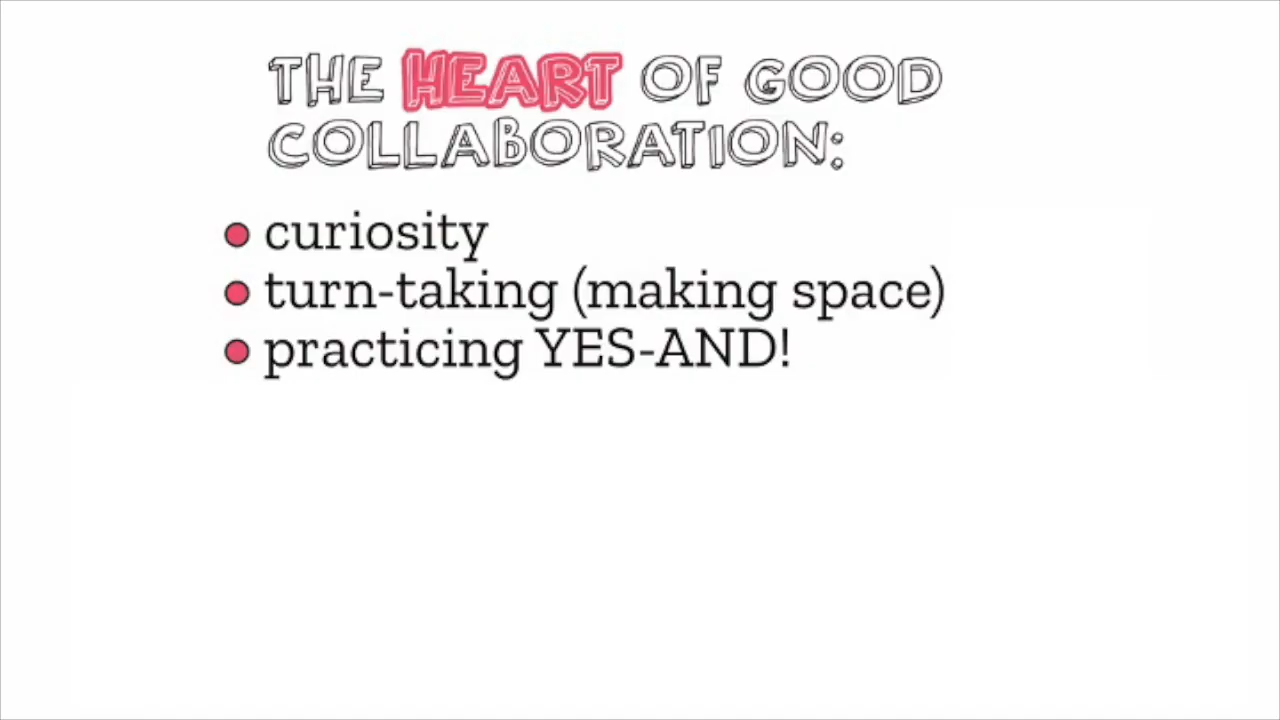 THE HEART OF GOOD
COLLABORATION:
● curiosity
● turn-taking (making space)
● practicing YES-AND!